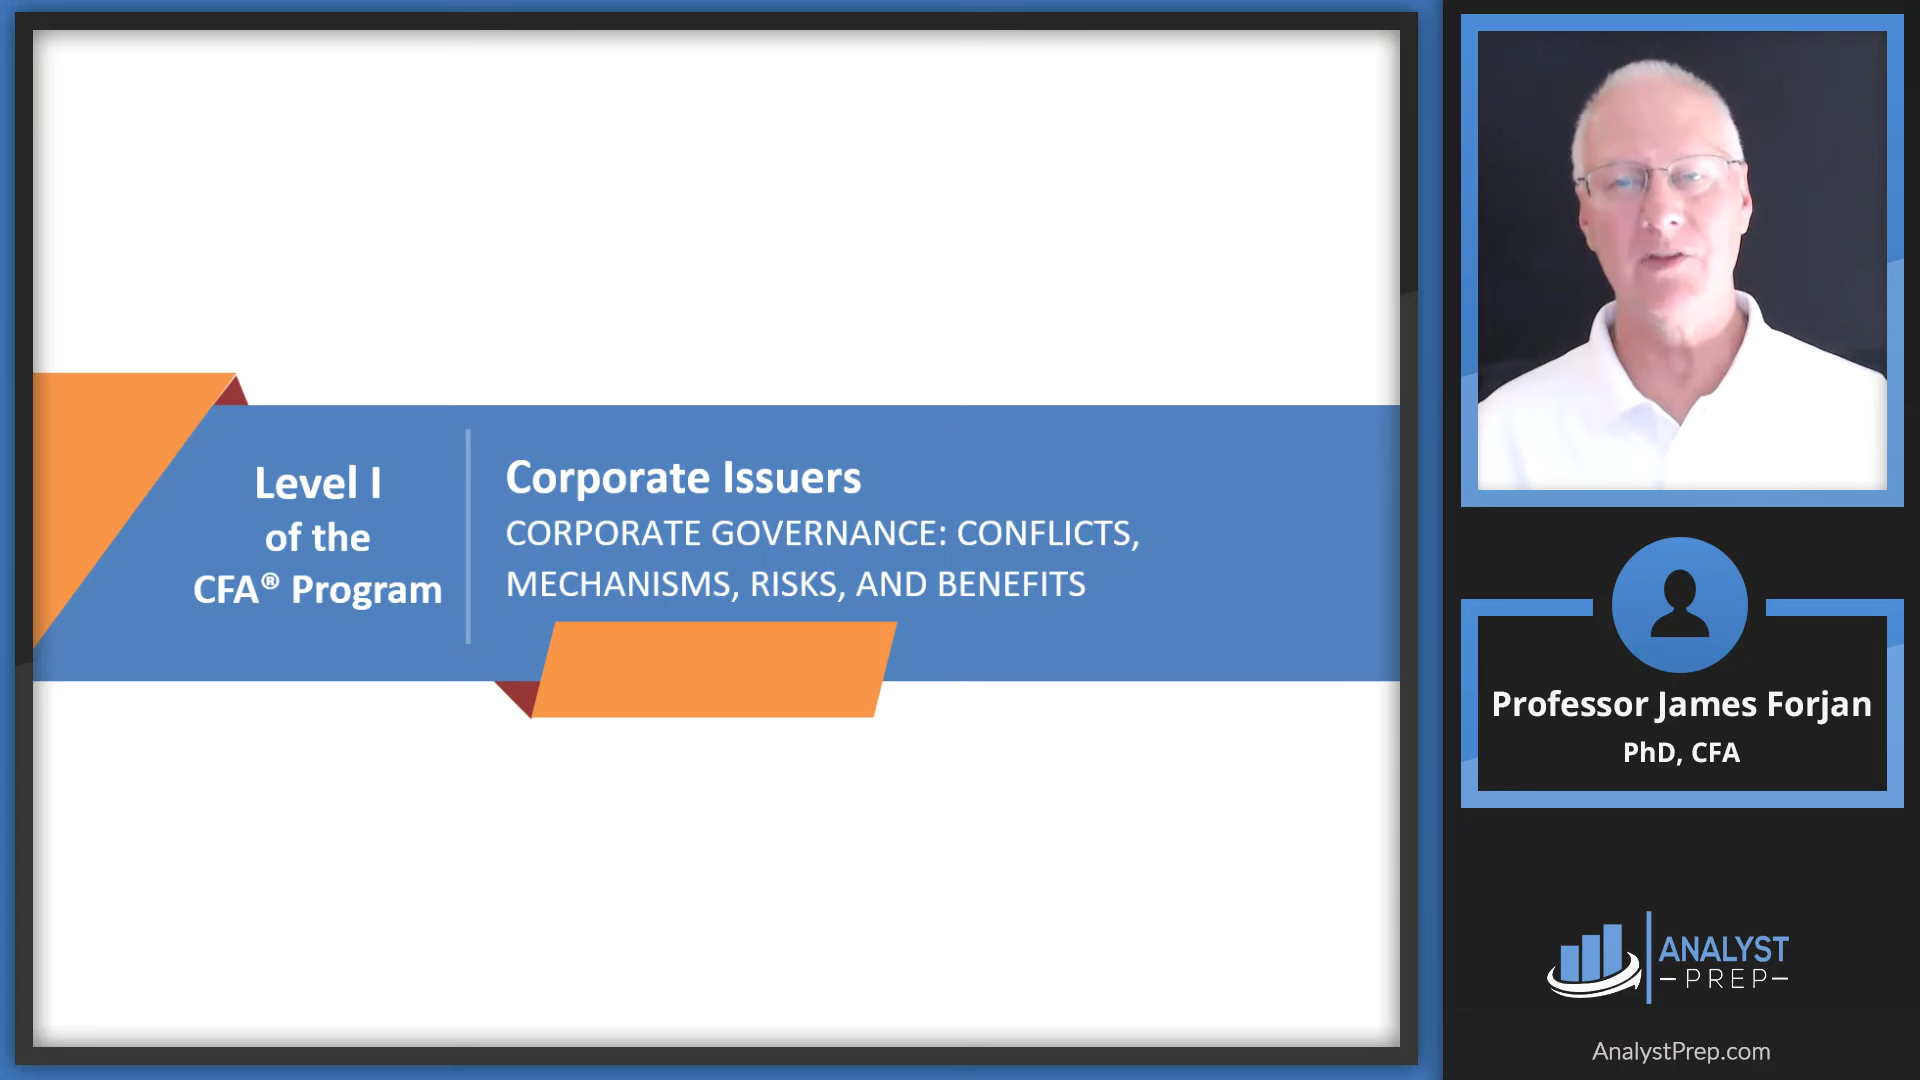 Level I
of the
CFA® Program
Corporate Issuers
CORPORATE GOVERNANCE: CONFLICTS,
MECHANISMS, RISKS, AND BENEFITS
Professor James Forjan
PhD, CFA
ANALYST
PREP
AnalystPrep.com